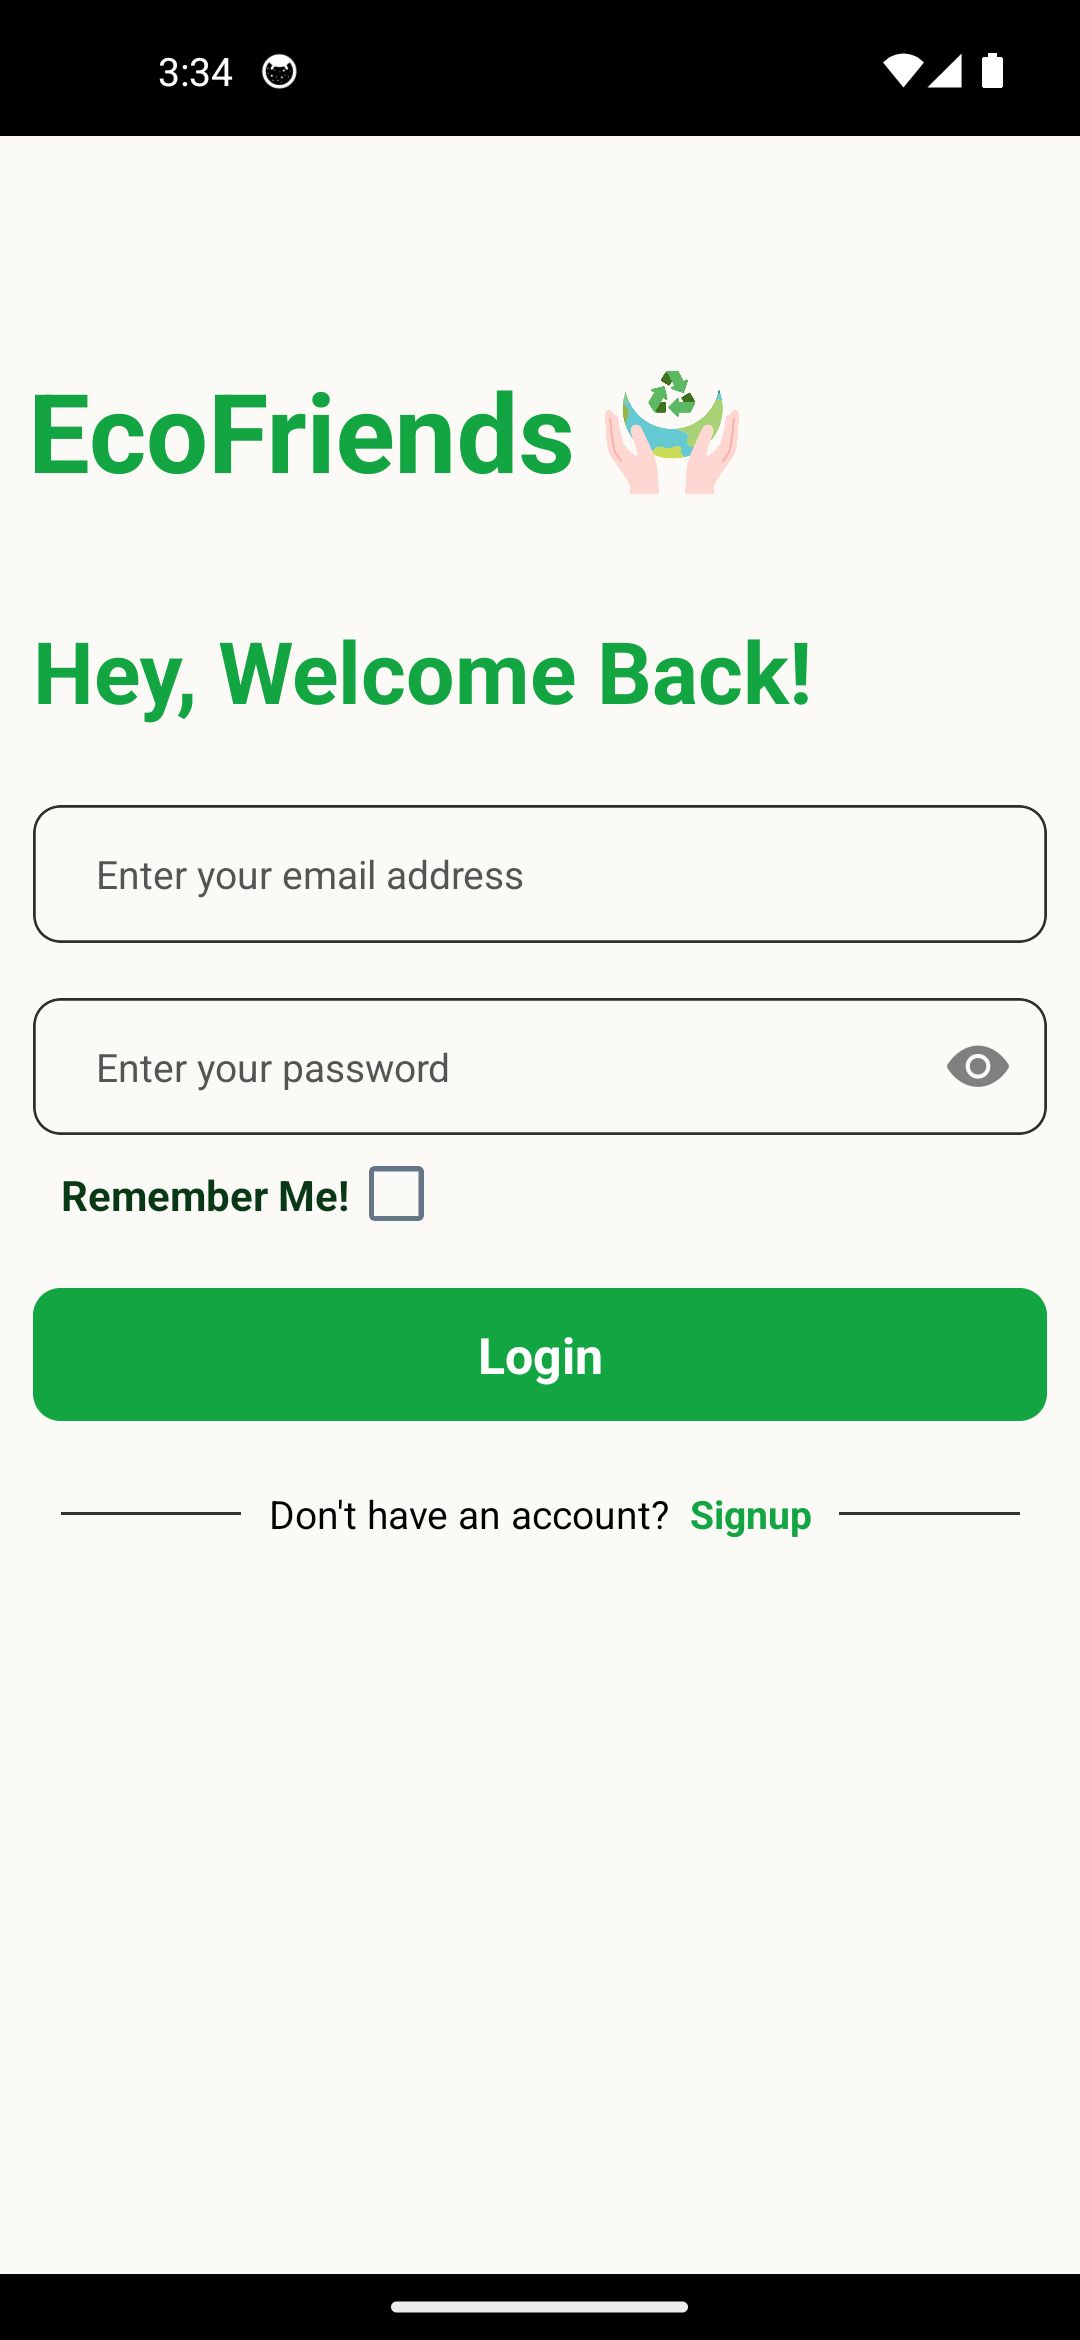 3:34
EcoFriends
Hey, Welcome Back!
Enter your email address
Enter your password
Remember Me!
Login
Don't have an account? Signup